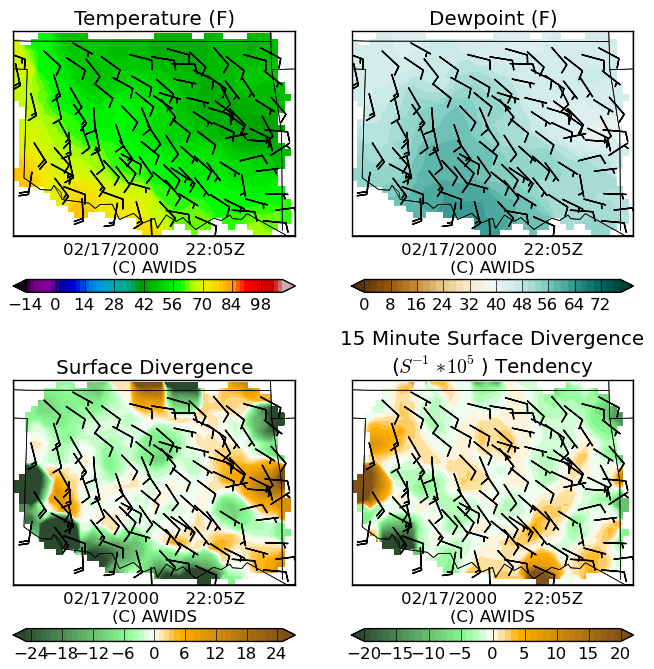 Temperature (F)
Dewpoint (F)
02/17/2000 22:05Z
(C) AWIDS
02/17/2000 22:05Z
(C) AWIDS
−14 0 14 28 42 56 70 84 98
0 8 16 24 32 40 48 56 64 72
15 Minute Surface Divergence
Surface Divergence
(S⁻¹ *10⁵ ) Tendency
02/17/2000 22:05Z
(C) AWIDS
02/17/2000 22:05Z
(C) AWIDS
−24 −18 −12 −6 0 6 12 18 24
−20 −15 −10 −5 0 5 10 15 20